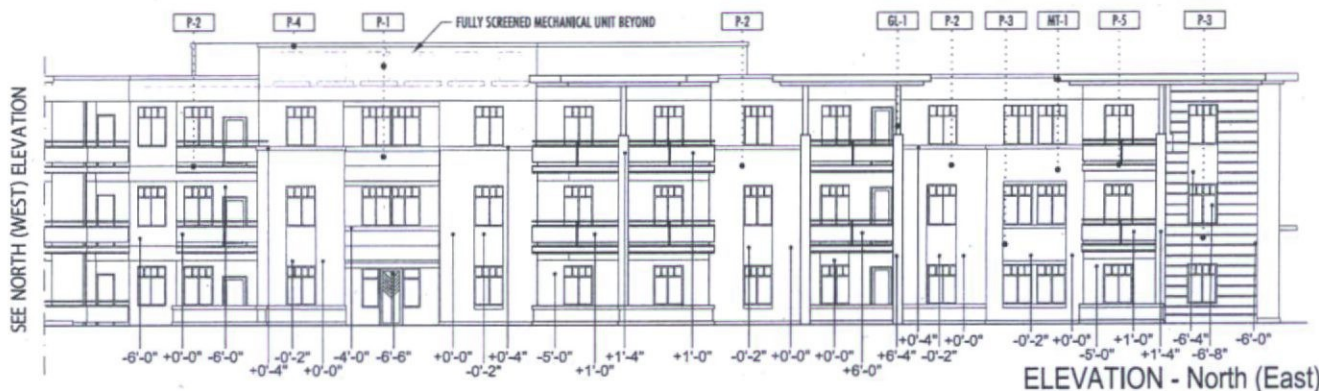 P-2 P-4 P-1 FULLY SCREENED MECHANICAL UNIT BEYOND P-2 GL-1 P-2 P-3 MT-1 P-5 P-3
SEE NORTH (WEST) ELEVATION
-6'-0" +0'-0" -6'-0" -0'-2" +0'-0" -4'-0" -6'-6" +0'-0" +0'-4" -5'-0" +1'-4" +1'-0" -0'-2" +0'-0" +0'-0" +6'-4" +0'-4" +0'-0" -0'-2" +0'-0" +1'-0" +1'-4" -6'-4" -6'-0"
+0'-4" -0'-2" +1'-0" +6'-0" -0'-2" -5'-0" -6'-8"
ELEVATION - North (East)